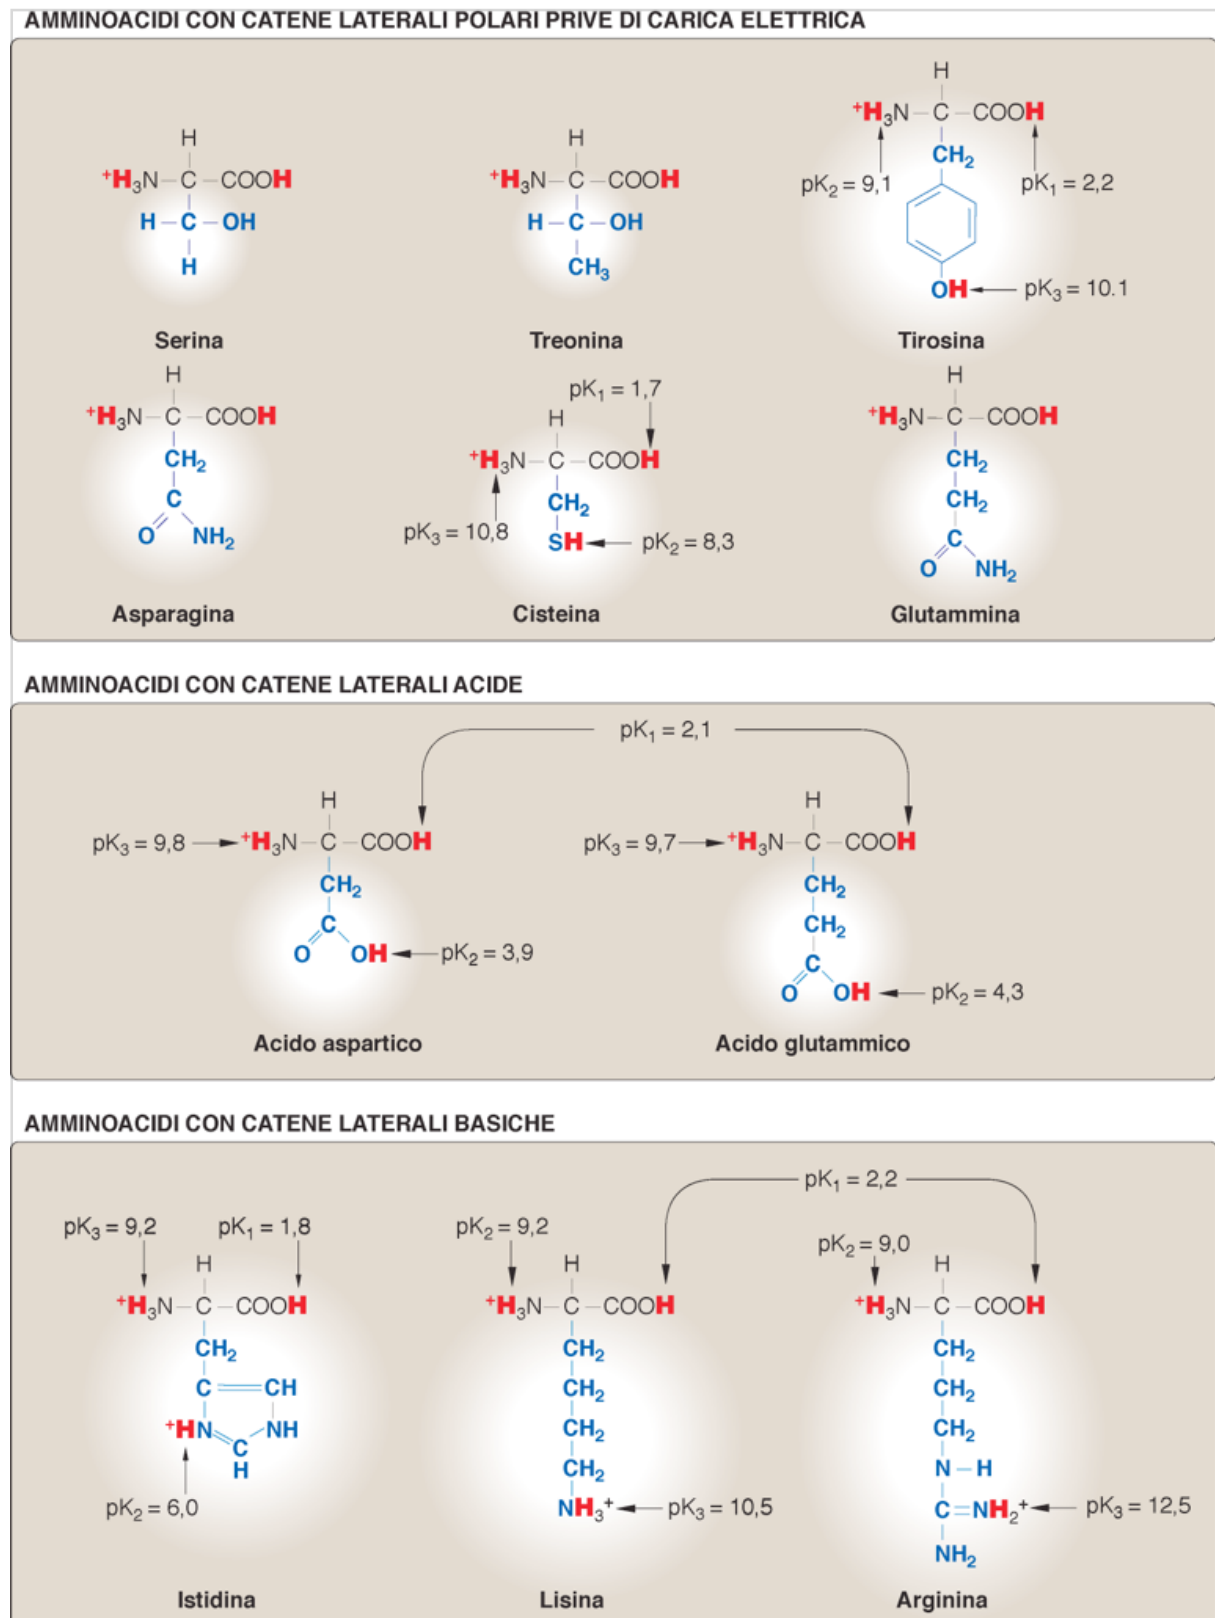 AMMINOACIDI CON CATENE LATERALI POLARI PRIVE DI CARICA ELETTRICA
H
⁺H₃N – C – COOH
H – C – OH
H
Serina
H
⁺H₃N – C – COOH
H – C – OH
CH₃
Treonina
H
⁺H₃N – C – COOH
CH₂
pK₂ = 9,1
pK₁ = 2,2
OH
pK₃ = 10.1
Tirosina
H
⁺H₃N – C – COOH
CH₂
C
O NH₂
Asparagina
pK₁ = 1,7
H
⁺H₃N – C – COOH
CH₂
pK₃ = 10,8
SH
pK₂ = 8,3
Cisteina
H
⁺H₃N – C – COOH
CH₂
CH₂
C
O NH₂
Glutammina
AMMINOACIDI CON CATENE LATERALI ACIDE
pK₁ = 2,1
H
pK₃ = 9,8
⁺H₃N – C – COOH
CH₂
C
O OH
pK₂ = 3,9
Acido aspartico
H
pK₃ = 9,7
⁺H₃N – C – COOH
CH₂
CH₂
C
O OH
pK₂ = 4,3
Acido glutammico
AMMINOACIDI CON CATENE LATERALI BASICHE
pK₃ = 9,2
pK₁ = 1,8
H
⁺H₃N – C – COOH
CH₂
C = CH
⁺HN NH
C
H
pK₂ = 6,0
Istidina
pK₁ = 2,2
pK₂ = 9,2
H
⁺H₃N – C – COOH
CH₂
CH₂
CH₂
CH₂
NH₃⁺
pK₃ = 10,5
Lisina
pK₂ = 9,0
H
⁺H₃N – C – COOH
CH₂
CH₂
CH₂
N – H
C = NH₂⁺
pK₃ = 12,5
NH₂
Arginina